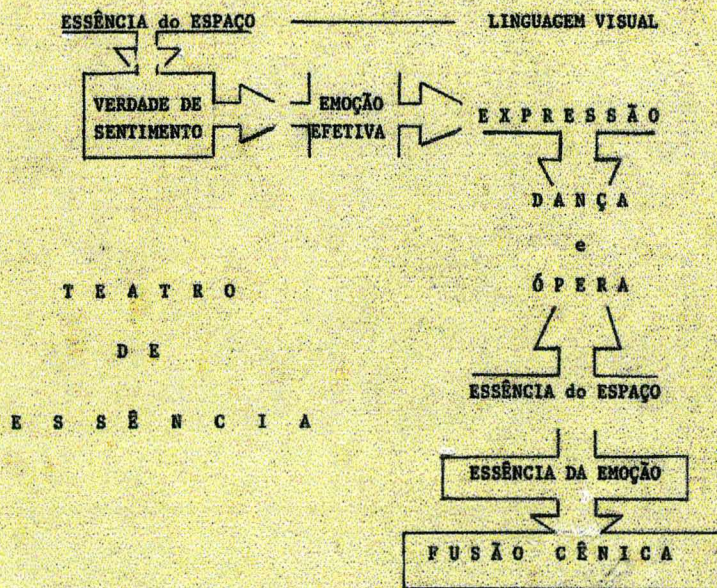 ESSÊNCIA do ESPAÇO LINGUAGEM VISUAL
VERDADE DE
SENTIMENTO
EMOÇÃO
EFETIVA
E X P R E S S Ã O
D A N Ç A
e
Ó P E R A
T E A T R O
D E
E S S Ê N C I A
ESSÊNCIA do ESPAÇO
ESSÊNCIA DA EMOÇÃO
F U S Ã O C Ê N I C A